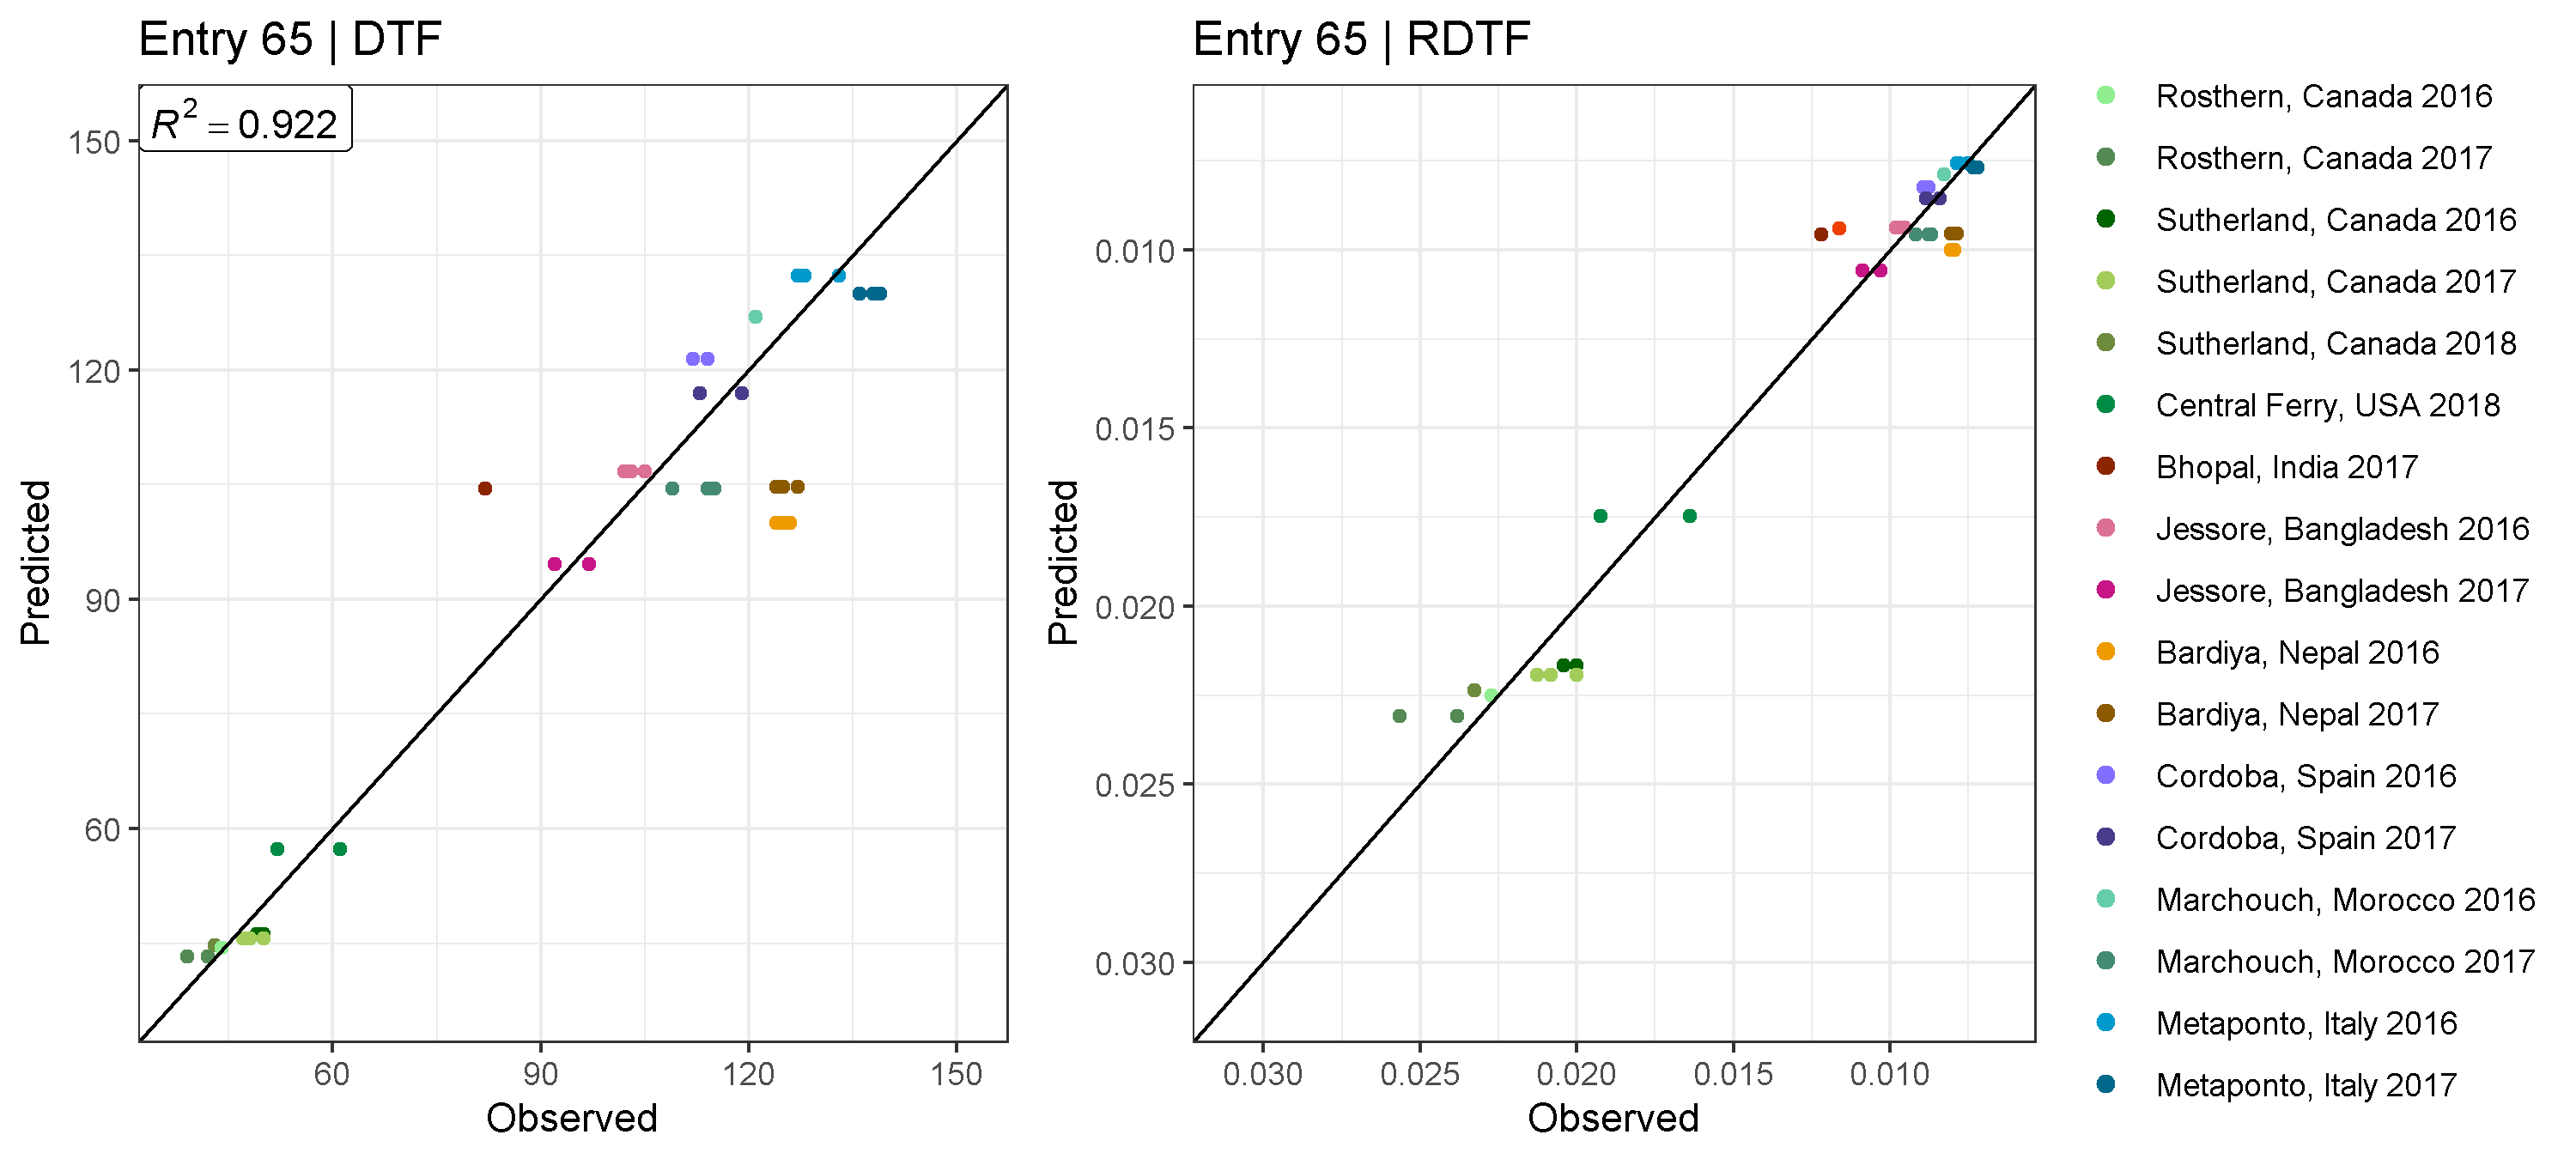 Entry 65 | DTF
R² = 0.922
150
120
90
60
60 90 120 150
Observed
Predicted
Entry 65 | RDTF
0.010
0.015
0.020
0.025
0.030
0.030 0.025 0.020 0.015 0.010
Observed
Predicted
Rosthern, Canada 2016
Rosthern, Canada 2017
Sutherland, Canada 2016
Sutherland, Canada 2017
Sutherland, Canada 2018
Central Ferry, USA 2018
Bhopal, India 2017
Jessore, Bangladesh 2016
Jessore, Bangladesh 2017
Bardiya, Nepal 2016
Bardiya, Nepal 2017
Cordoba, Spain 2016
Cordoba, Spain 2017
Marchouch, Morocco 2016
Marchouch, Morocco 2017
Metaponto, Italy 2016
Metaponto, Italy 2017